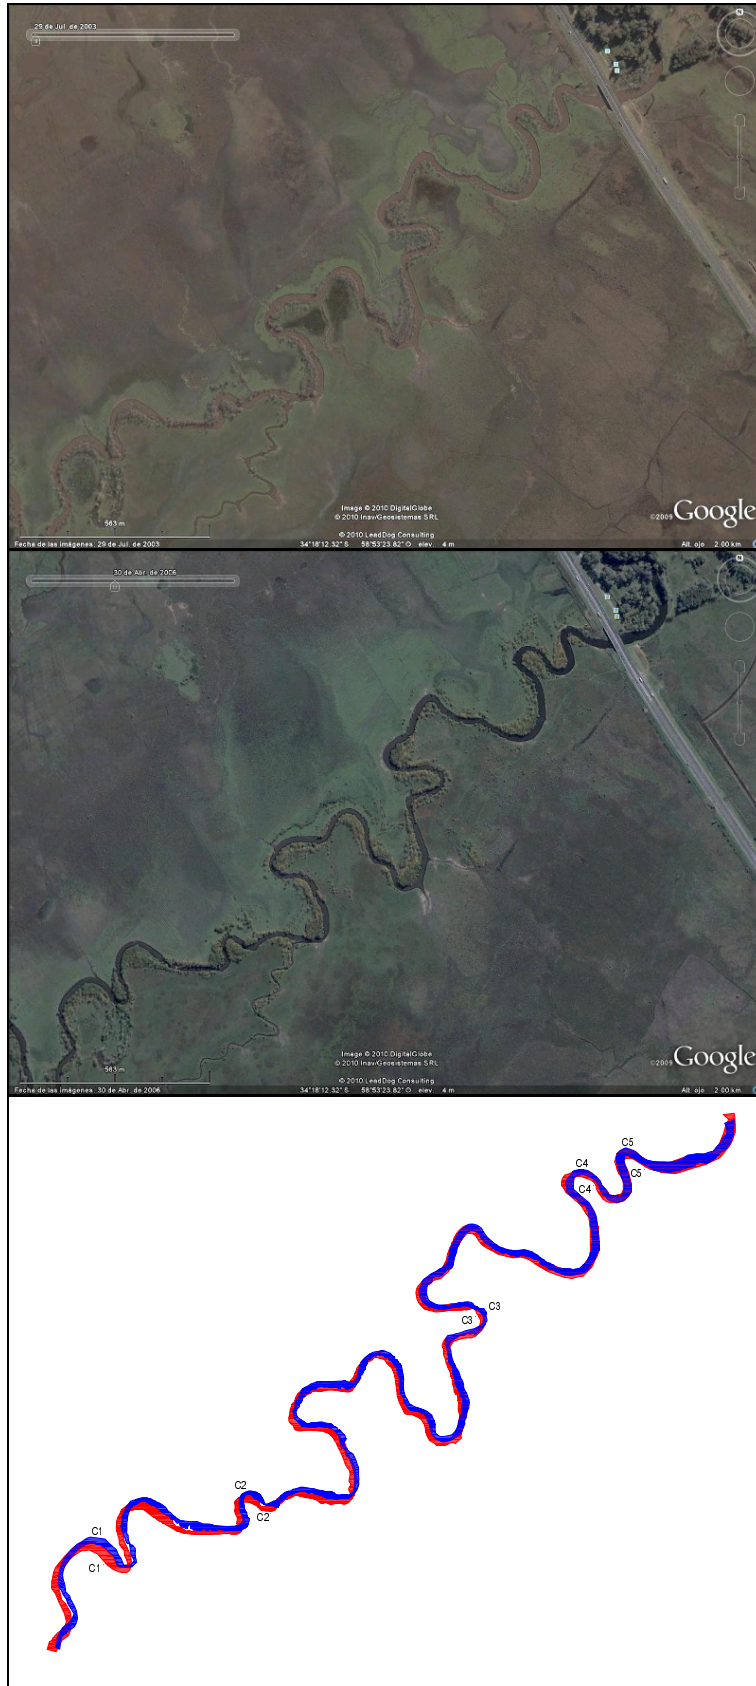 29 de Jul. de 2003
N
Image © 2010 DigitalGlobe
© 2010 Inav/Geosistemas SRL
©2009 Google
© 2010 LeadDog Consulting
563 m
Fecha de las imágenes: 29 de Jul. de 2003 34°18'12.32" S 58°53'23.82" O elev. 4 m Alt. ojo 2.00 km
30 de Abr. de 2006
N
Image © 2010 DigitalGlobe
© 2010 Inav/Geosistemas SRL
©2009 Google
© 2010 LeadDog Consulting
563 m
Fecha de las imágenes: 30 de Abr. de 2006 34°18'12.32" S 58°53'23.82" O elev. 4 m Alt. ojo 2.00 km
C5
C4
C5
C4
C3
C3
C2
C2
C1
C1